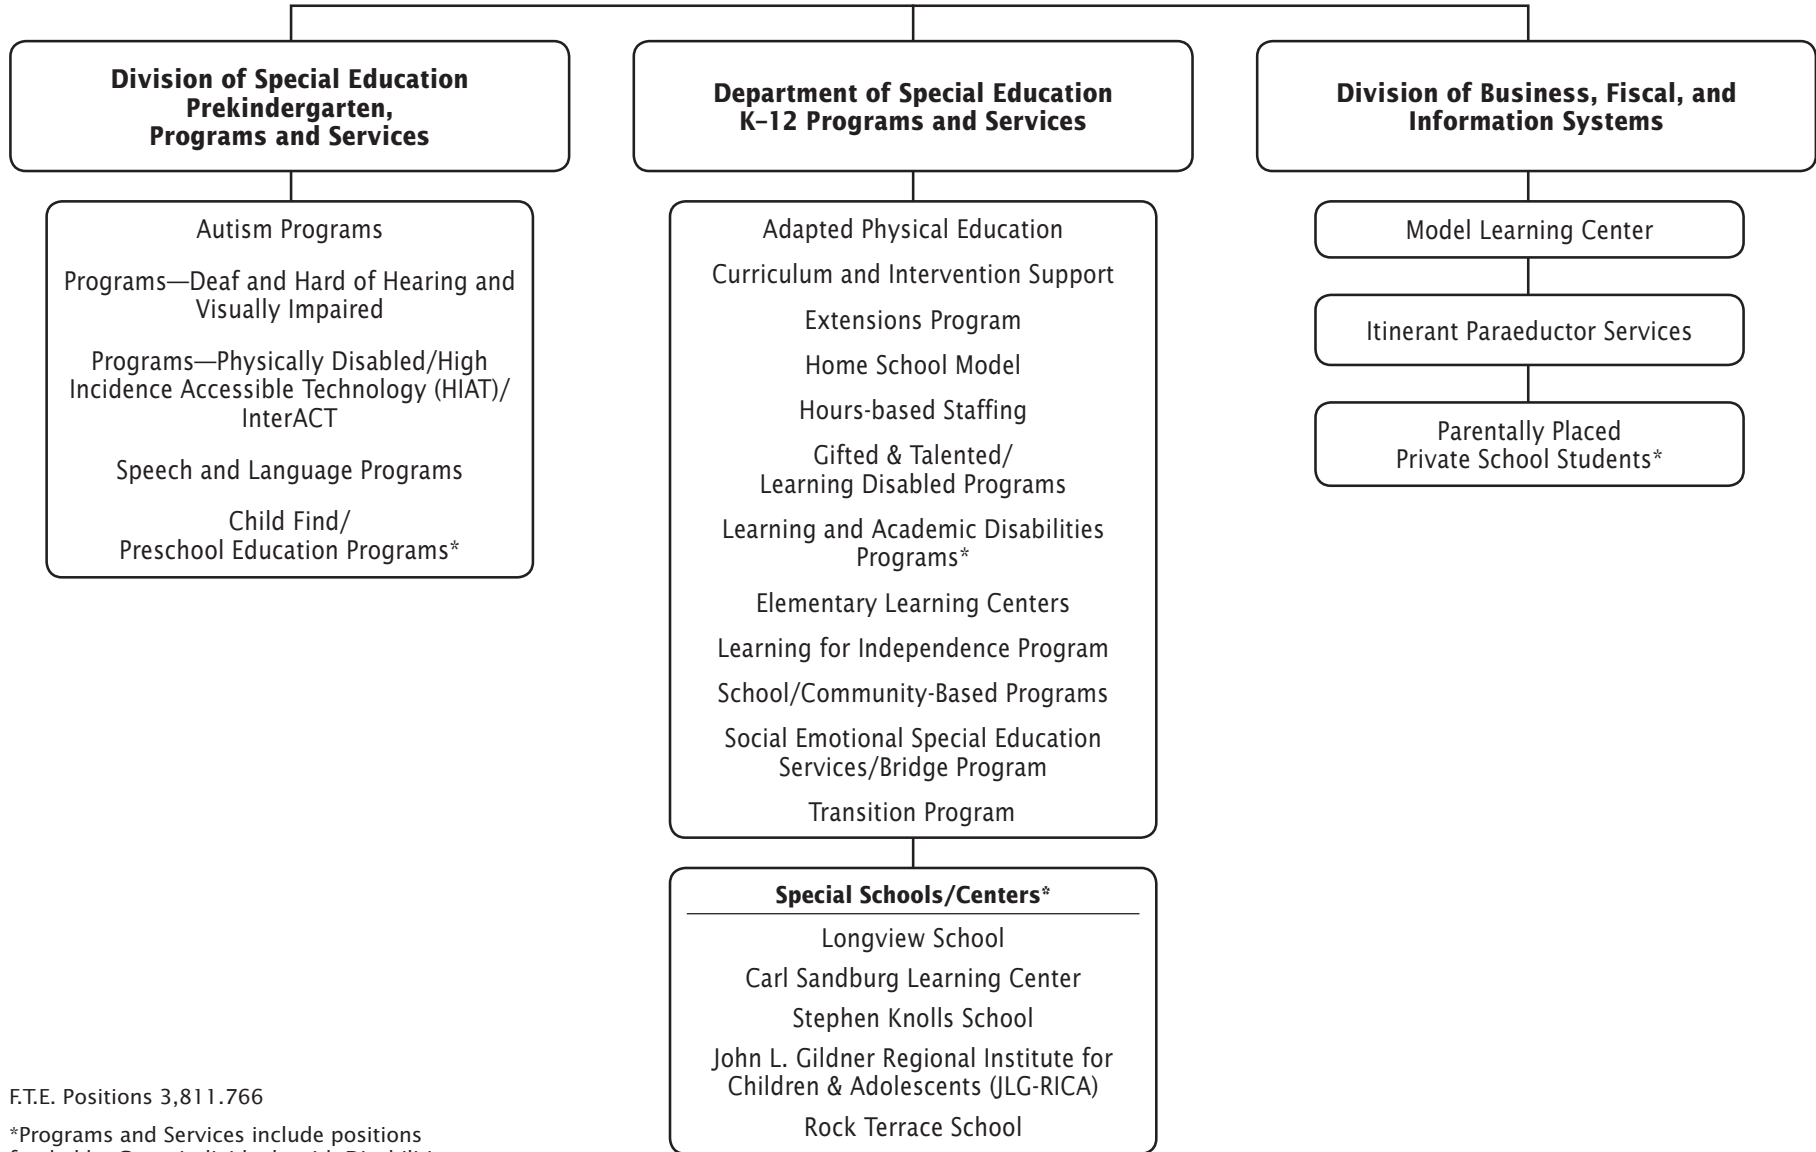 Division of Special Education
Prekindergarten,
Programs and Services
Autism Programs
Programs—Deaf and Hard of Hearing and
Visually Impaired
Programs—Physically Disabled/High
Incidence Accessible Technology (HIAT)/
InterACT
Speech and Language Programs
Child Find/
Preschool Education Programs*
Department of Special Education
K–12 Programs and Services
Adapted Physical Education
Curriculum and Intervention Support
Extensions Program
Home School Model
Hours-based Staffing
Gifted & Talented/
Learning Disabled Programs
Learning and Academic Disabilities
Programs*
Elementary Learning Centers
Learning for Independence Program
School/Community-Based Programs
Social Emotional Special Education
Services/Bridge Program
Transition Program
Special Schools/Centers*
Longview School
Carl Sandburg Learning Center
Stephen Knolls School
John L. Gildner Regional Institute for
Children & Adolescents (JLG-RICA)
Rock Terrace School
Division of Business, Fiscal, and
Information Systems
Model Learning Center
Itinerant Paraeductor Services
Parentally Placed
Private School Students*
F.T.E. Positions 3,811.766
*Programs and Services include positions